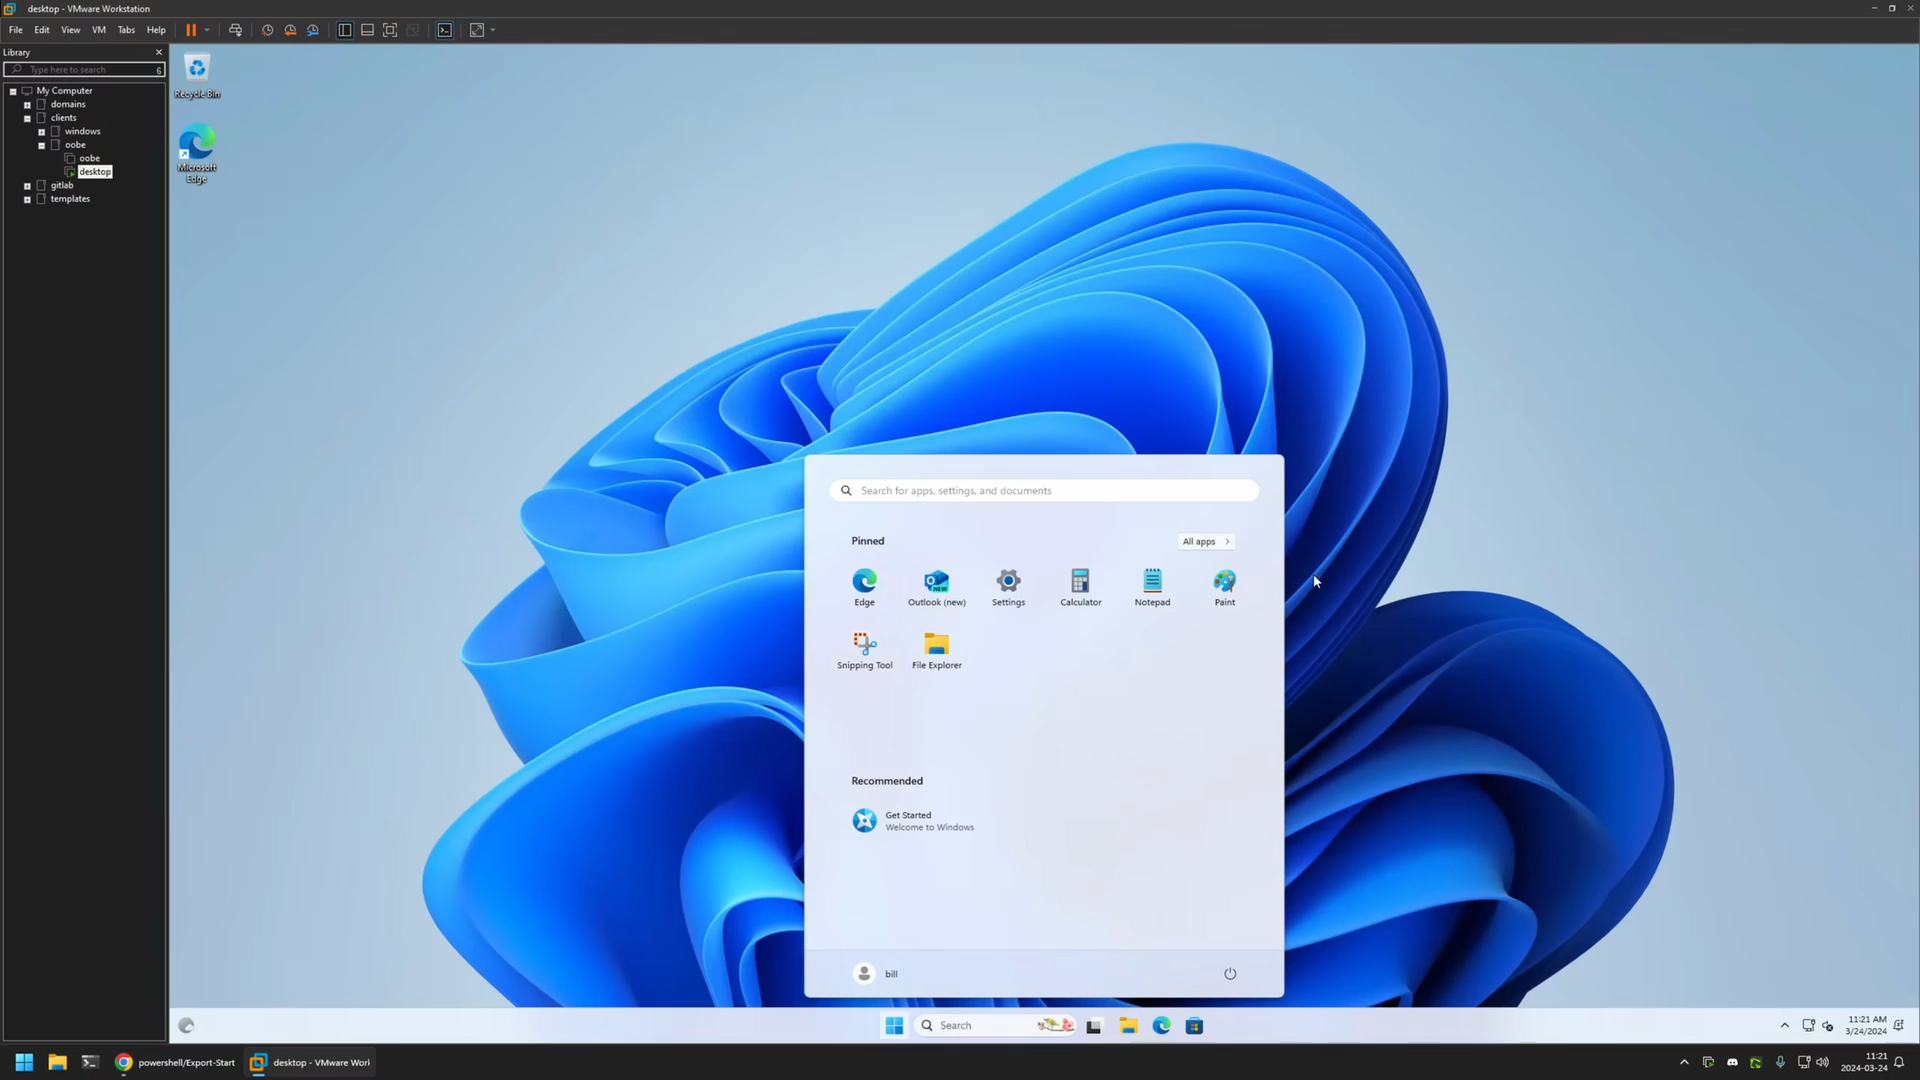 desktop - VMware Workstation
File Edit View VM Tabs Help
Library
Type here to search
My Computer
domains
clients
windows
oobe
oobe
desktop
gitlab
templates
Recycle Bin
Microsoft
Edge
Search for apps, settings, and documents
Pinned
All apps
Edge
Outlook (new)
Settings
Calculator
Notepad
Paint
Snipping Tool
File Explorer
Recommended
Get Started
Welcome to Windows
bill
Search
11:21 AM
3/24/2024
powershell/Export-Start
desktop - VMware Work
11:21
2024-03-24